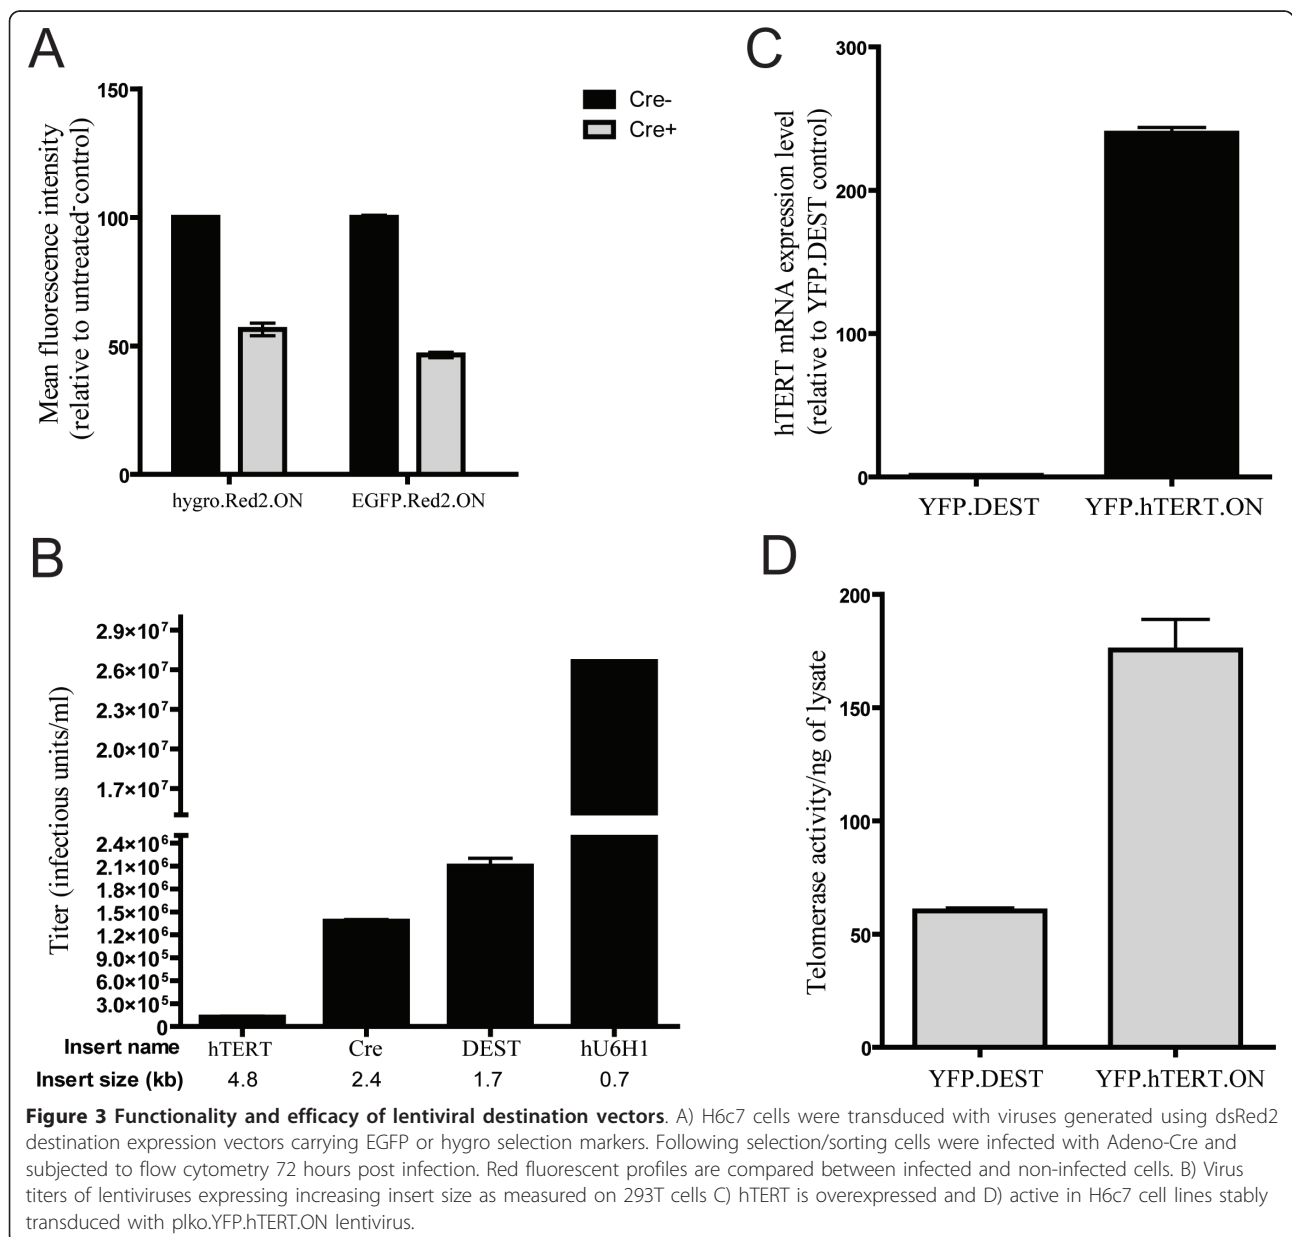 A
150
100
50
0
Mean fluorescence intensity
(relative to untreated control)
hygro.Red2.ON
EGFP.Red2.ON
Cre-
Cre+
C
300
200
100
0
hTERT mRNA expression level
(relative to YFP.DEST control)
YFP.DEST
YFP.hTERT.ON
B
2.9×10⁷
2.6×10⁷
2.3×10⁷
2.0×10⁷
1.7×10⁷
2.4×10⁶
2.1×10⁶
1.8×10⁶
1.5×10⁶
1.2×10⁶
9.0×10⁵
6.0×10⁵
3.0×10⁵
0
Titer (infectious units/ml)
Insert name hTERT Cre DEST hU6H1
Insert size (kb) 4.8 2.4 1.7 0.7
D
200
150
100
50
0
Telomerase activity/ng of lysate
YFP.DEST
YFP.hTERT.ON
Figure 3 Functionality and efficacy of lentiviral destination vectors. A) H6c7 cells were transduced with viruses generated using dsRed2
destination expression vectors carrying EGFP or hygro selection markers. Following selection/sorting cells were infected with Adeno-Cre and
subjected to flow cytometry 72 hours post infection. Red fluorescent profiles are compared between infected and non-infected cells. B) Virus
titers of lentiviruses expressing increasing insert size as measured on 293T cells C) hTERT is overexpressed and D) active in H6c7 cell lines stably
transduced with plko.YFP.hTERT.ON lentivirus.